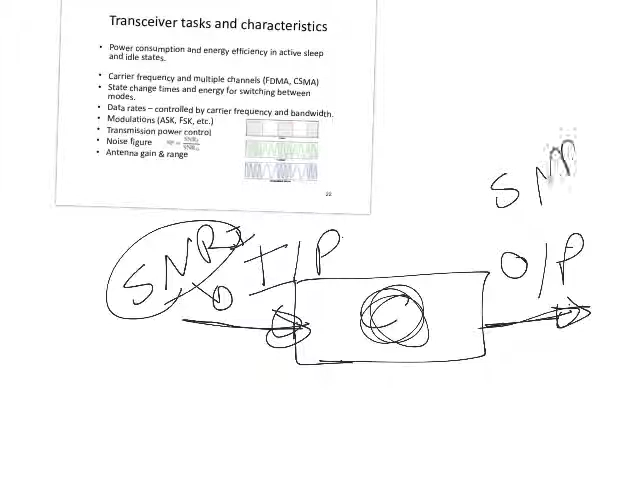 Transceiver tasks and characteristics
• Power consumption and energy efficiency in active sleep
and idle states.
• Carrier frequency and multiple channels (FDMA, CSMA)
• State change times and energy for switching between
modes.
• Data rates – controlled by carrier frequency and bandwidth.
• Modulations (ASK, FSK, etc.)
• Transmission power control
• Noise figure
• Antenna gain & range
22
SNR I/P
O/P